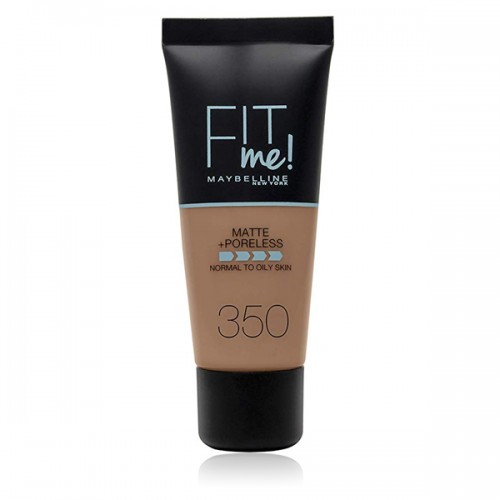 FIT
me!
MAYBELLINE
NEW YORK
MATTE
+PORELESS
NORMAL TO OILY SKIN
350